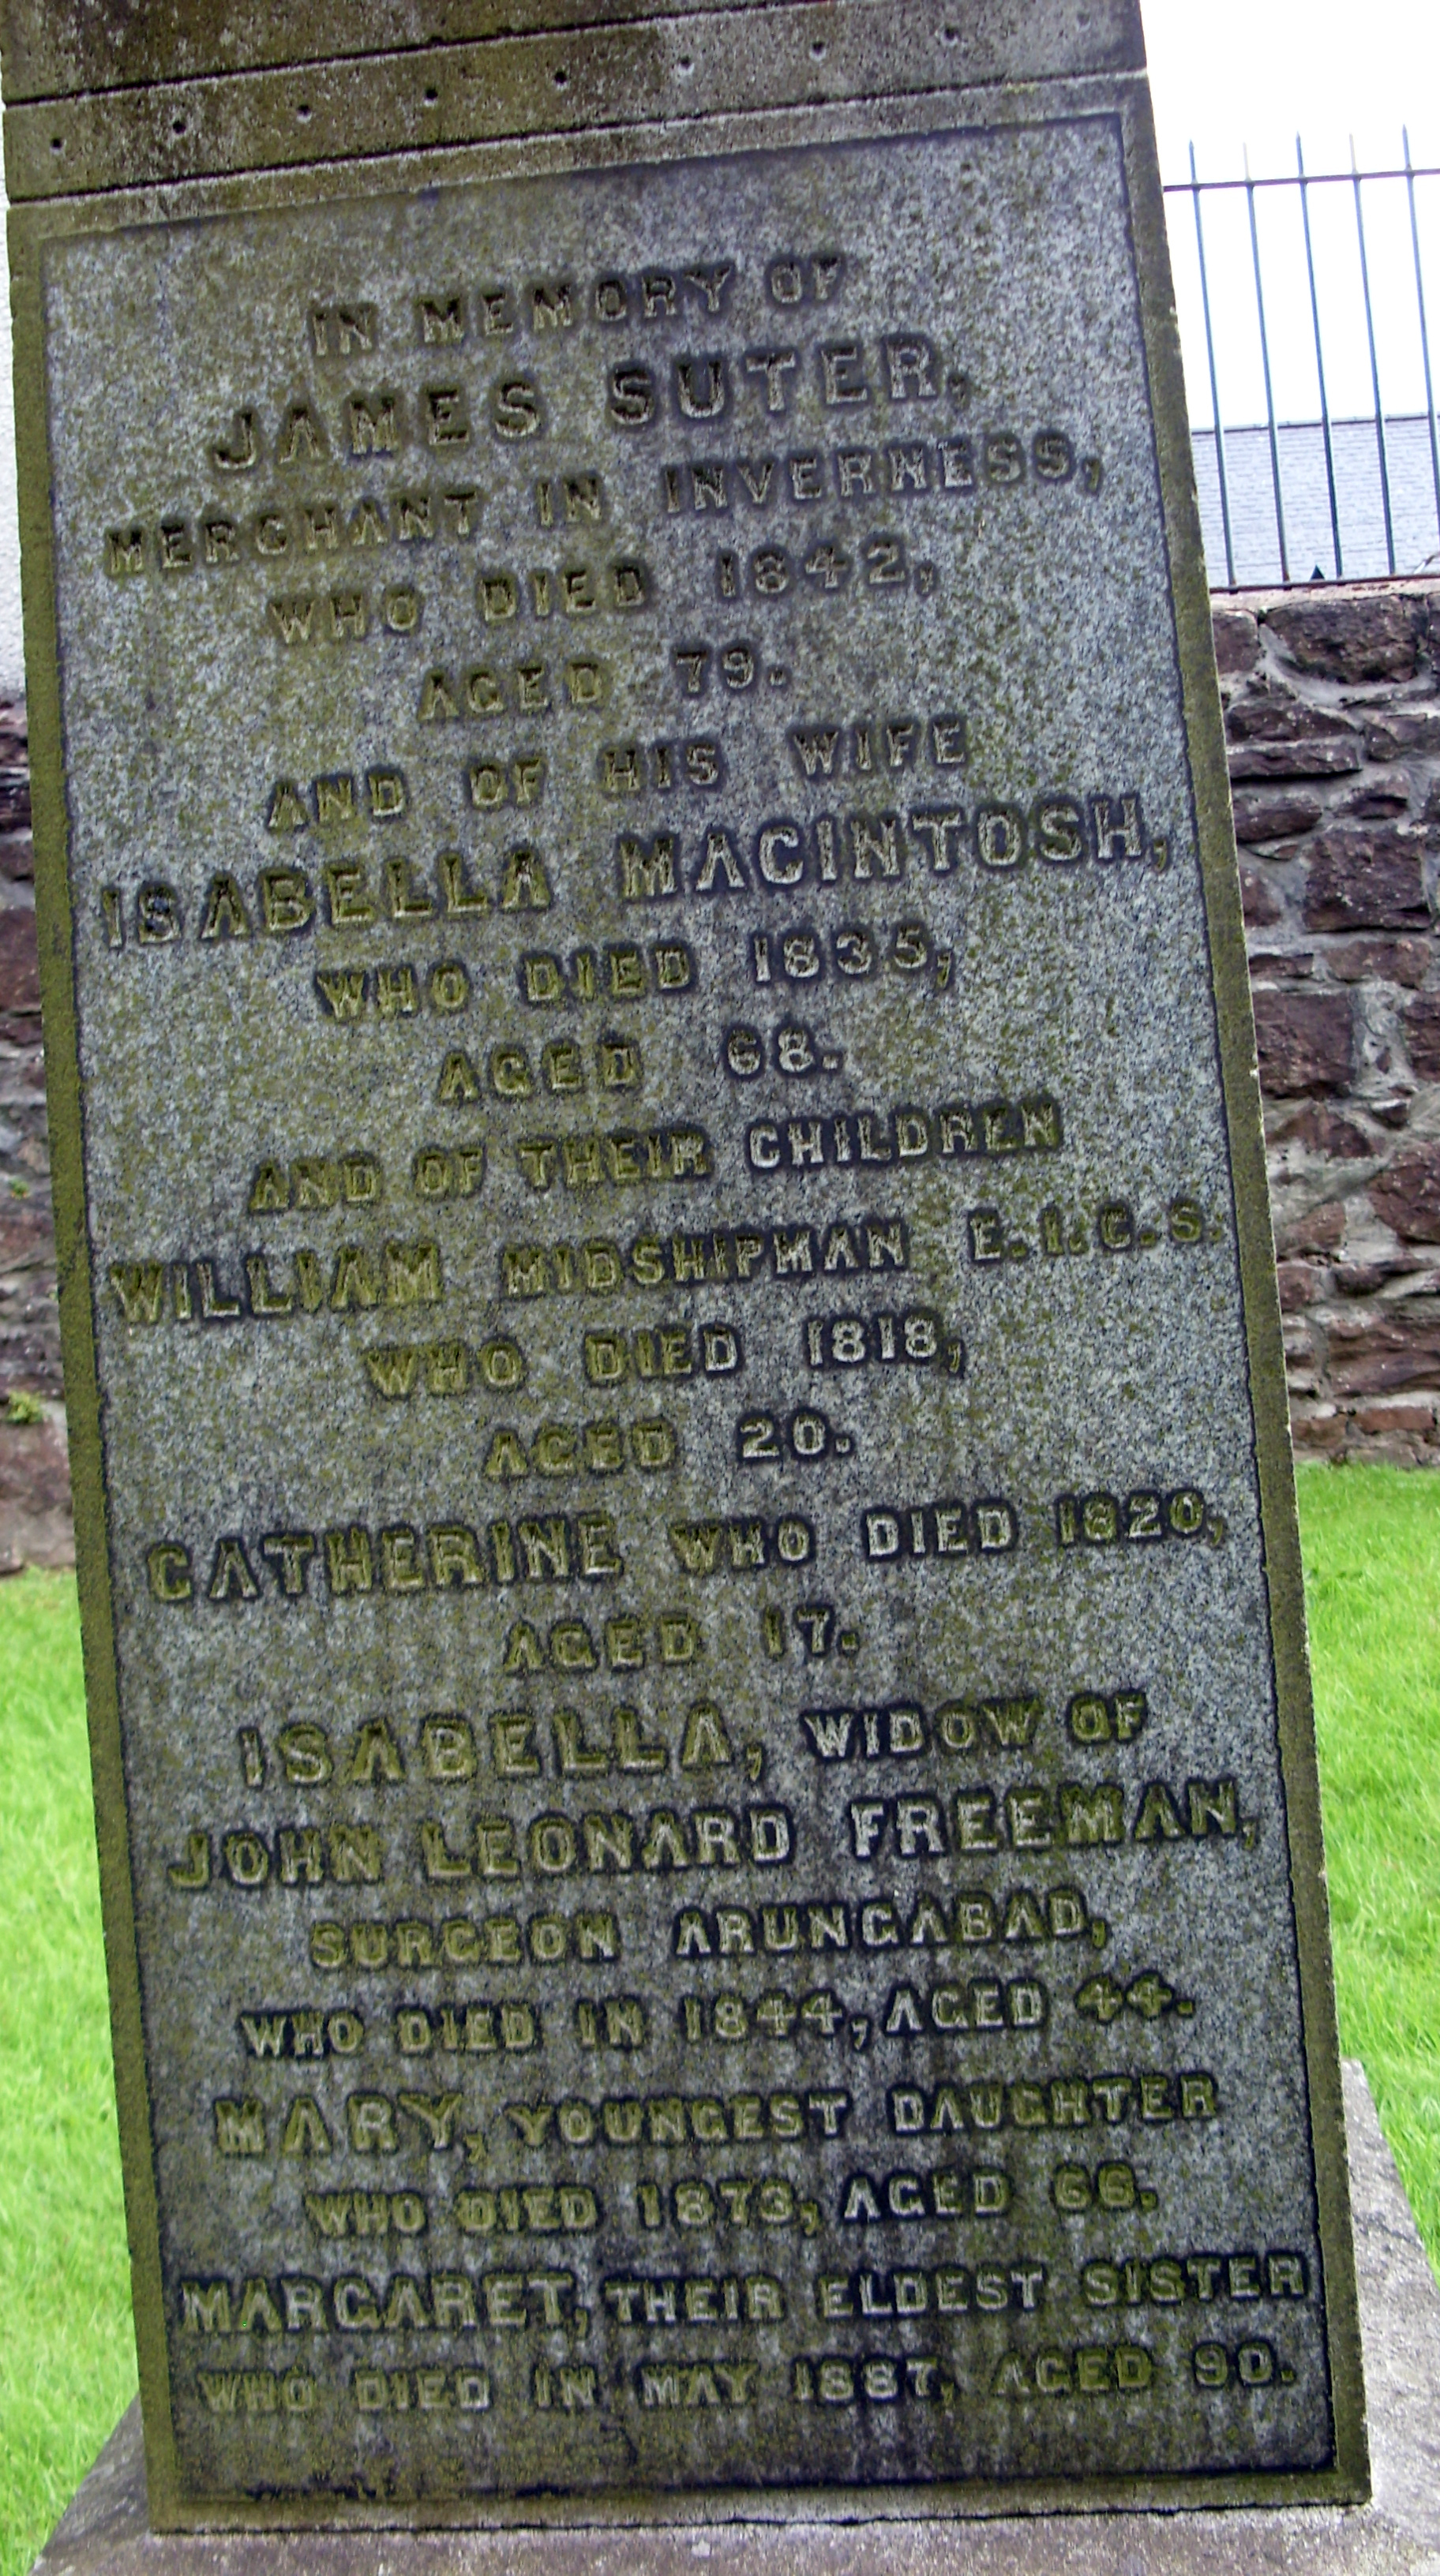 IN MEMORY OF
JAMES SUTER,
MERCHANT IN INVERNESS,
WHO DIED 1842,
AGED 79.
AND OF HIS WIFE
ISABELLA MACINTOSH,
WHO DIED 1835,
AGED 68.
AND OF THEIR CHILDREN
WILLIAM MIDSHIPMAN E.I.C.S.
WHO DIED 1818,
AGED 20.
CATHERINE WHO DIED 1820,
AGED 17.
ISABELLA, WIDOW OF
JOHN LEONARD FREEMAN,
SURGEON ARUNGABAD,
WHO DIED IN 1844, AGED 44.
MARY, YOUNGEST DAUGHTER
WHO DIED 1873, AGED 66.
MARGARET, THEIR ELDEST SISTER
WHO DIED IN MAY 1887, AGED 90.